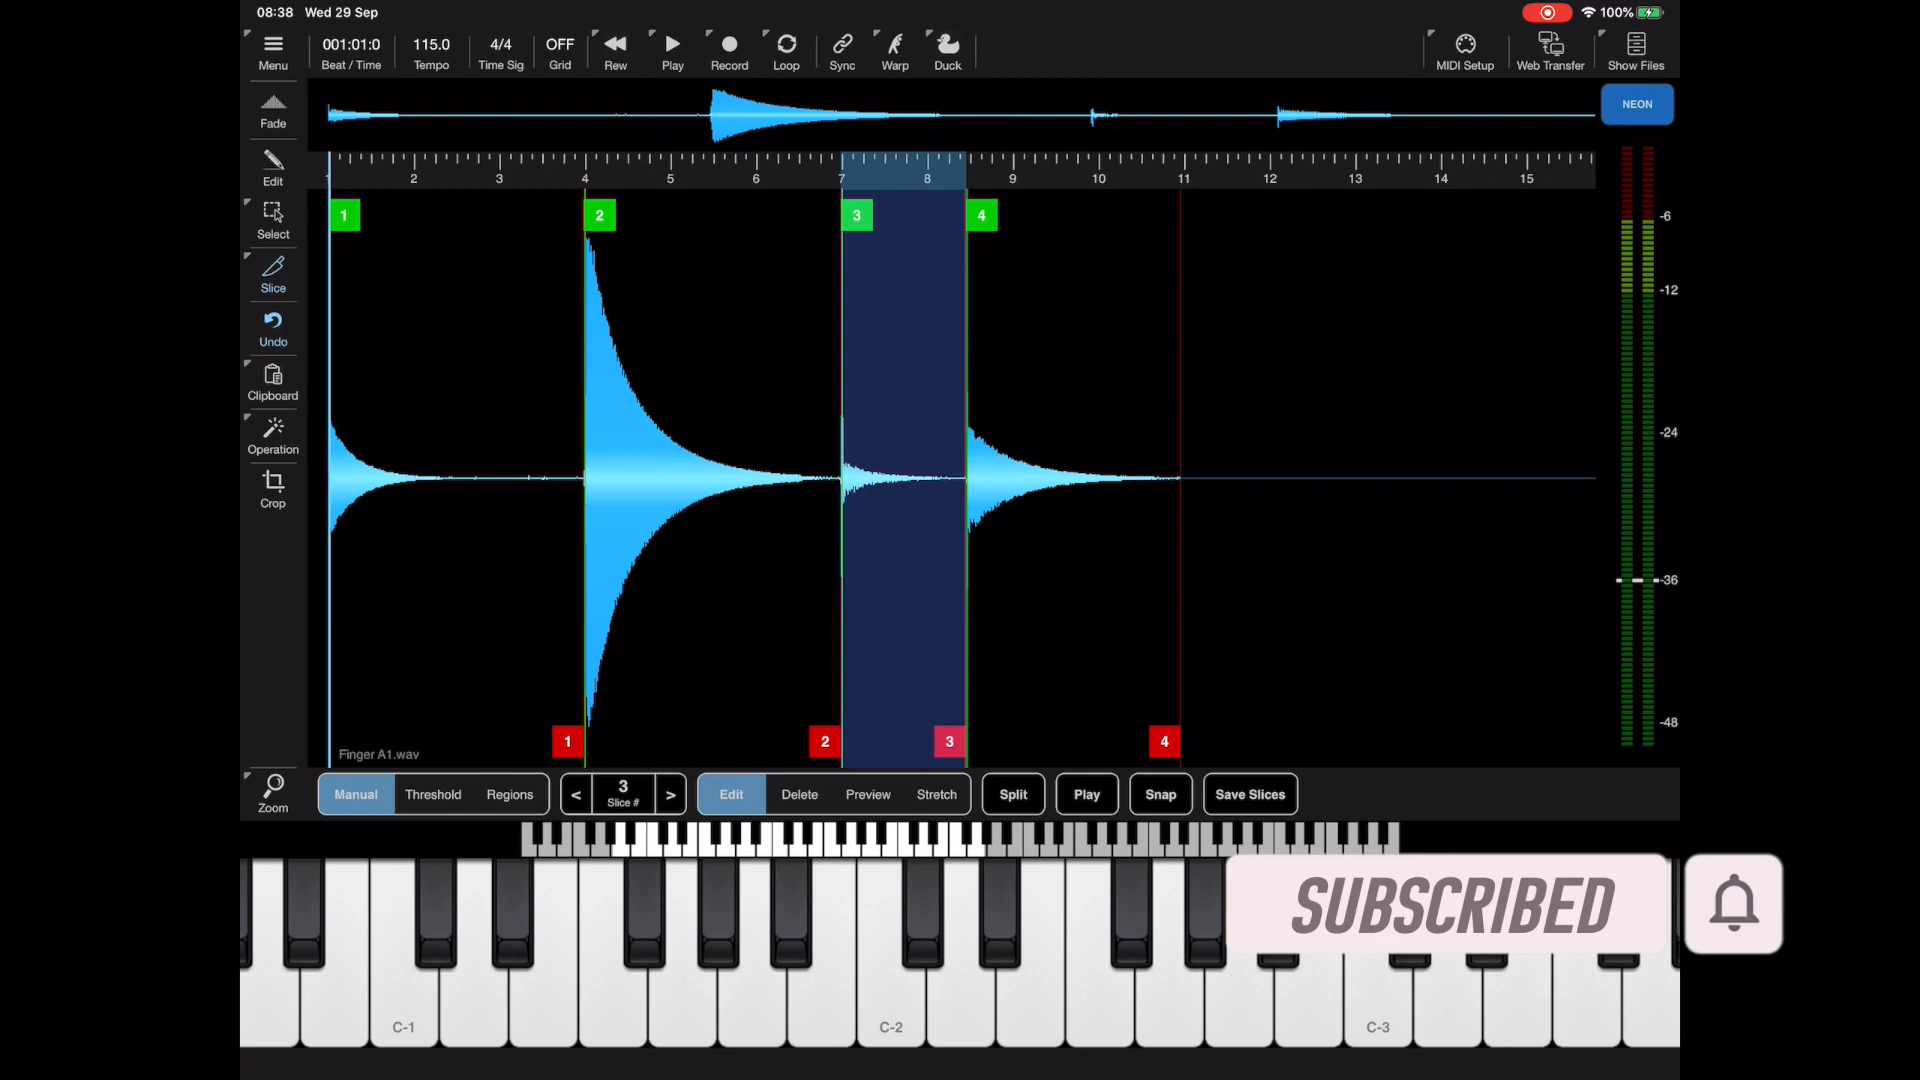 08:38 Wed 29 Sep
100%
Menu
001:01:0
Beat / Time
115.0
Tempo
4/4
Time Sig
OFF
Grid
Rew
Play
Record
Loop
Sync
Warp
Duck
MIDI Setup
Web Transfer
Show Files
Fade
Edit
Select
Slice
Undo
Clipboard
Operation
Crop
Zoom
NEON
1 2 3 4 5 6 7 8 9 10 11 12 13 14 15
1 2 3 4
1 2 3 4
Finger A1.wav
-6
-12
-24
-36
-48
Manual Threshold Regions
< 3 >
Slice #
Edit Delete Preview Stretch
Split
Play
Snap
Save Slices
SUBSCRIBED
C-1 C-2 C-3